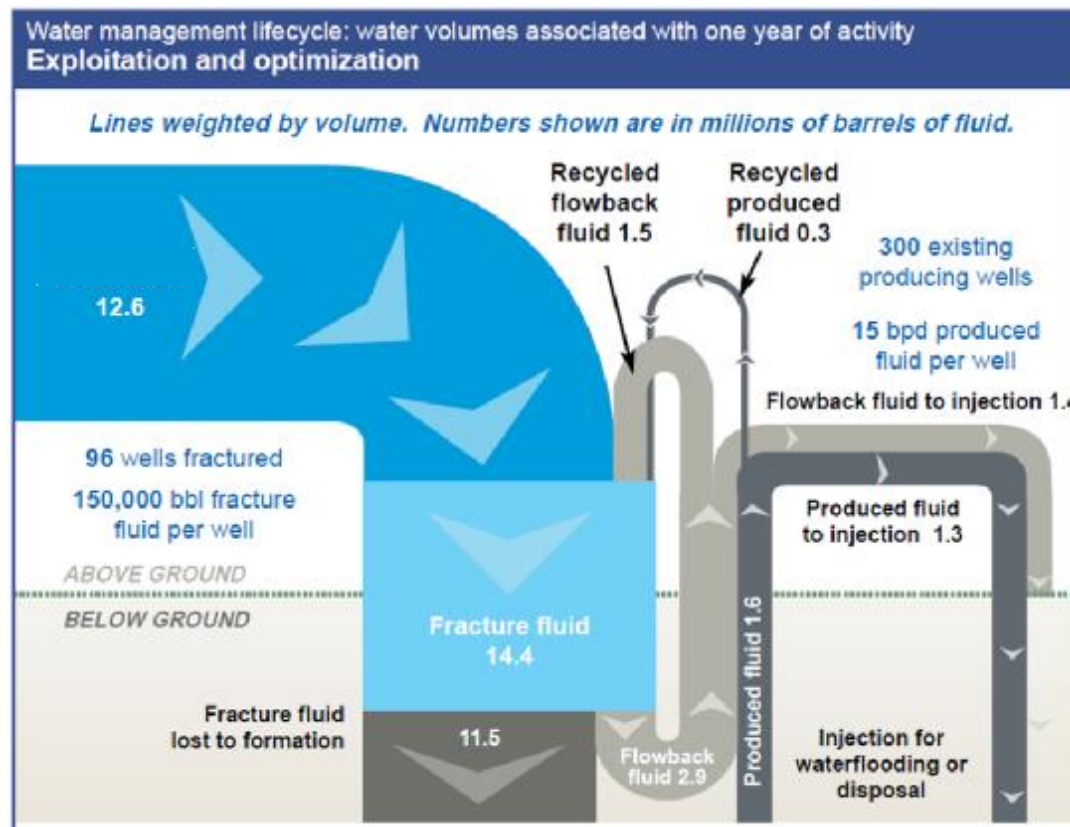 Water management lifecycle: water volumes associated with one year of activity
Exploitation and optimization
Lines weighted by volume. Numbers shown are in millions of barrels of fluid.
Recycled
flowback
fluid 1.5
Recycled
produced
fluid 0.3
300 existing
producing wells
15 bpd produced
fluid per well
12.6
Flowback fluid to injection 1.4
96 wells fractured
150,000 bbl fracture
fluid per well
Produced fluid
to injection 1.3
ABOVE GROUND
BELOW GROUND
Fracture fluid
14.4
Produced fluid 1.6
Fracture fluid
lost to formation
11.5
Flowback
fluid 2.9
Injection for
waterflooding or
disposal